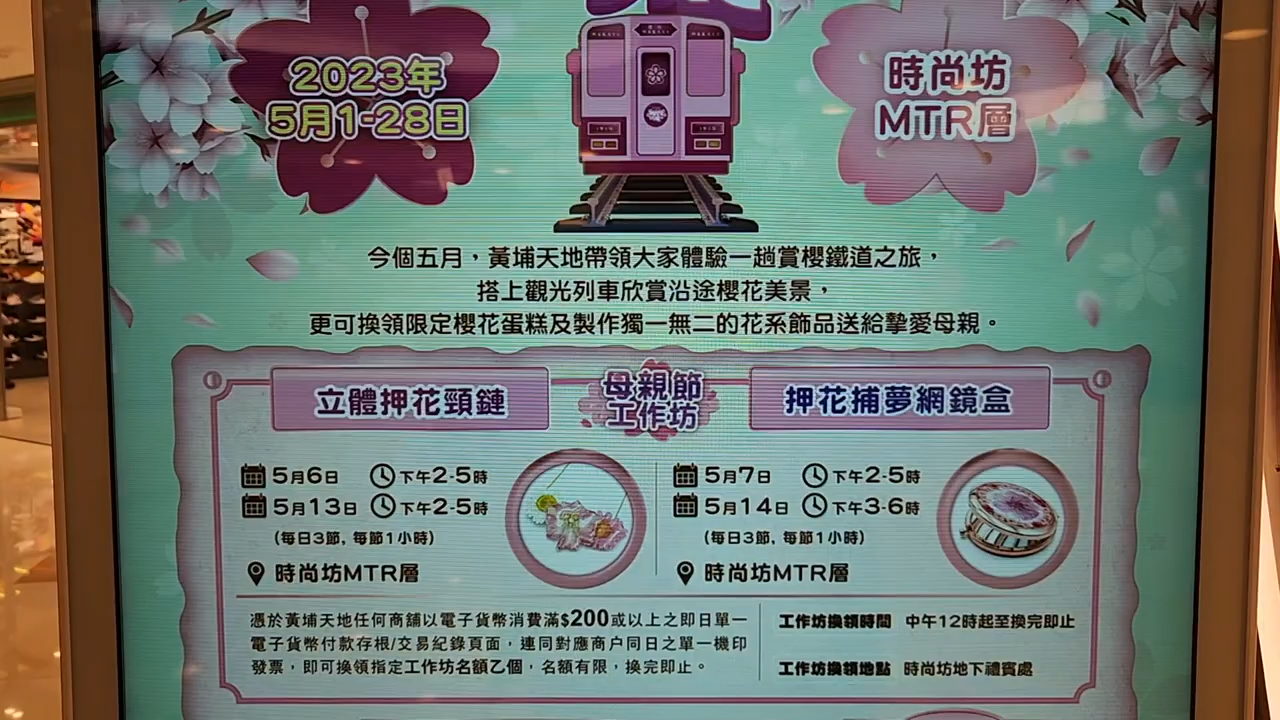 2023年
5月1-28日
時尚坊
MTR層
今個五月，黃埔天地帶領大家體驗一趟賞櫻鐵道之旅，
搭上觀光列車欣賞沿途櫻花美景，
更可換領限定櫻花蛋糕及製作獨一無二的花系飾品送給摯愛母親。
立體押花頸鏈
母親節
工作坊
押花捕夢網鏡盒
5月6日 下午2-5時
5月13日 下午2-5時
(每日3節, 每節1小時)
時尚坊MTR層
5月7日 下午2-5時
5月14日 下午3-6時
(每日3節, 每節1小時)
時尚坊MTR層
憑於黃埔天地任何商舖以電子貨幣消費滿$200或以上之即日單一
電子貨幣付款存根/交易紀錄頁面，連同對應商户同日之單一機印
發票，即可換領指定工作坊名額乙個，名額有限，換完即止。
工作坊換領時間 中午12時起至換完即止
工作坊換領地點 時尚坊地下禮賓處